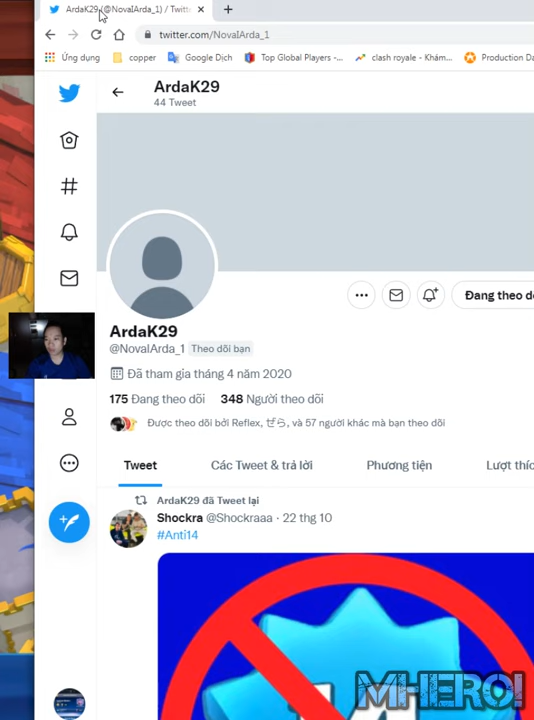 ArdaK29 (@NovalArda_1) / Twitte
twitter.com/NovalArda_1
Ứng dụng
copper
Google Dịch
Top Global Players -...
clash royale - Khám...
Production Da
ArdaK29
44 Tweet
Đang theo dõ
ArdaK29
@NovalArda_1 Theo dõi bạn
Đã tham gia tháng 4 năm 2020
175 Đang theo dõi 348 Người theo dõi
Được theo dõi bởi Reflex, ぜら, và 57 người khác mà bạn theo dõi
Tweet
Các Tweet & trả lời
Phương tiện
Lượt thíc
ArdaK29 đã Tweet lại
Shockra @Shockraaa · 22 thg 10
#Anti14
14
MHEROI